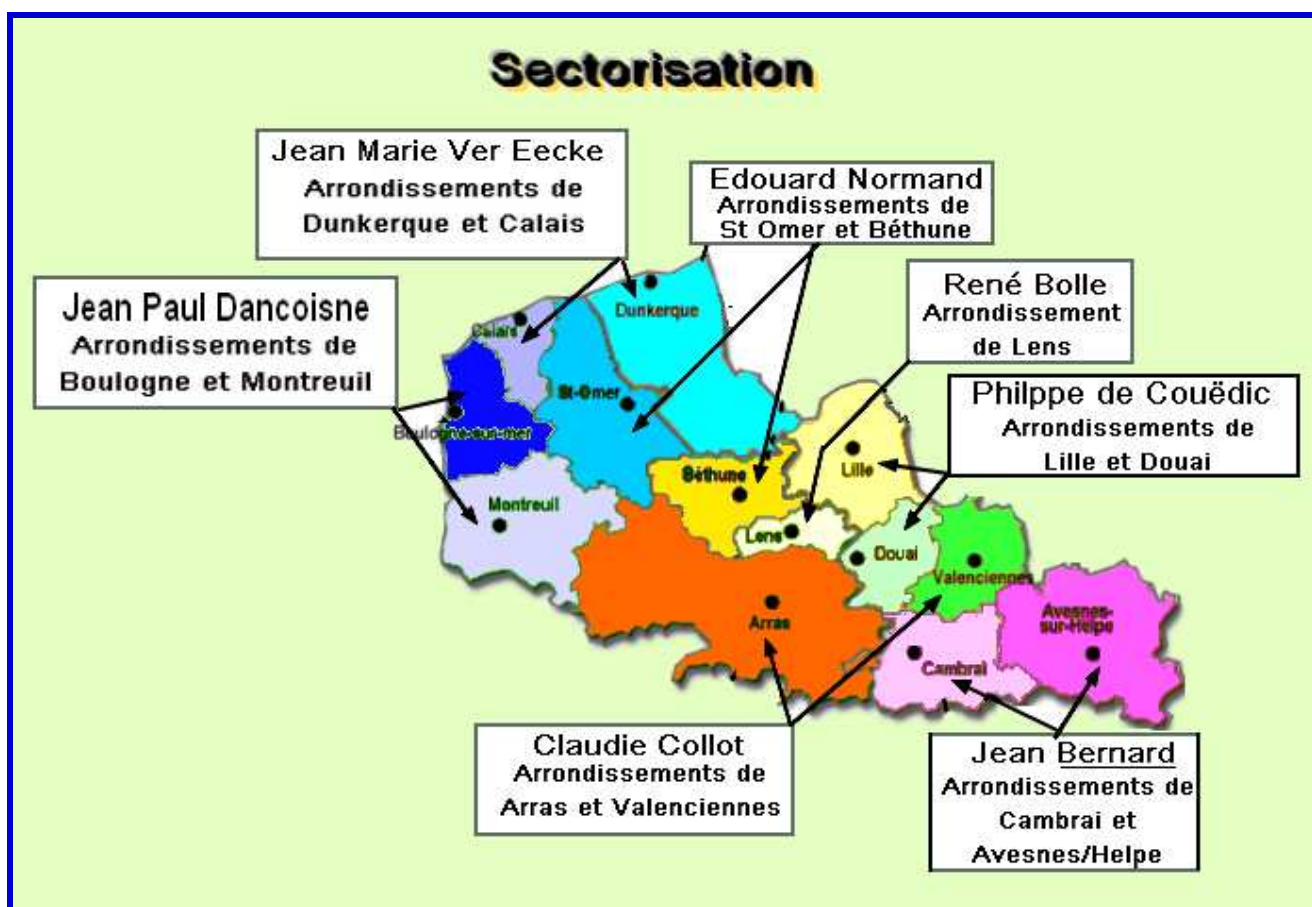 Sectorisation
Jean Marie Ver Eecke
Arrondissements de
Dunkerque et Calais
Edouard Normand
Arrondissements de
St Omer et Béthune
Jean Paul Dancoisne
Arrondissements de
Boulogne et Montreuil
René Bolle
Arrondissement
de Lens
Philppe de Couëdic
Arrondissements de
Lille et Douai
Dunkerque
Calais
St-Omer
Boulogne-sur-mer
Lille
Béthune
Montreuil
Lens
Douai
Valenciennes
Avesnes-
sur-Helpe
Arras
Cambrai
Claudie Collot
Arrondissements de
Arras et Valenciennes
Jean Bernard
Arrondissements de
Cambrai et
Avesnes/Helpe